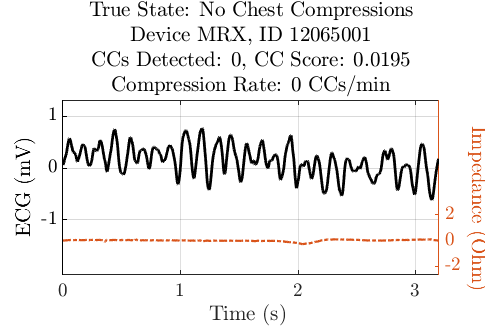 True State: No Chest Compressions
Device MRX, ID 12065001
CCs Detected: 0, CC Score: 0.0195
Compression Rate: 0 CCs/min
ECG (mV)
1
0
-1
Impedance (Ohm)
2
0
-2
0 1 2 3
Time (s)